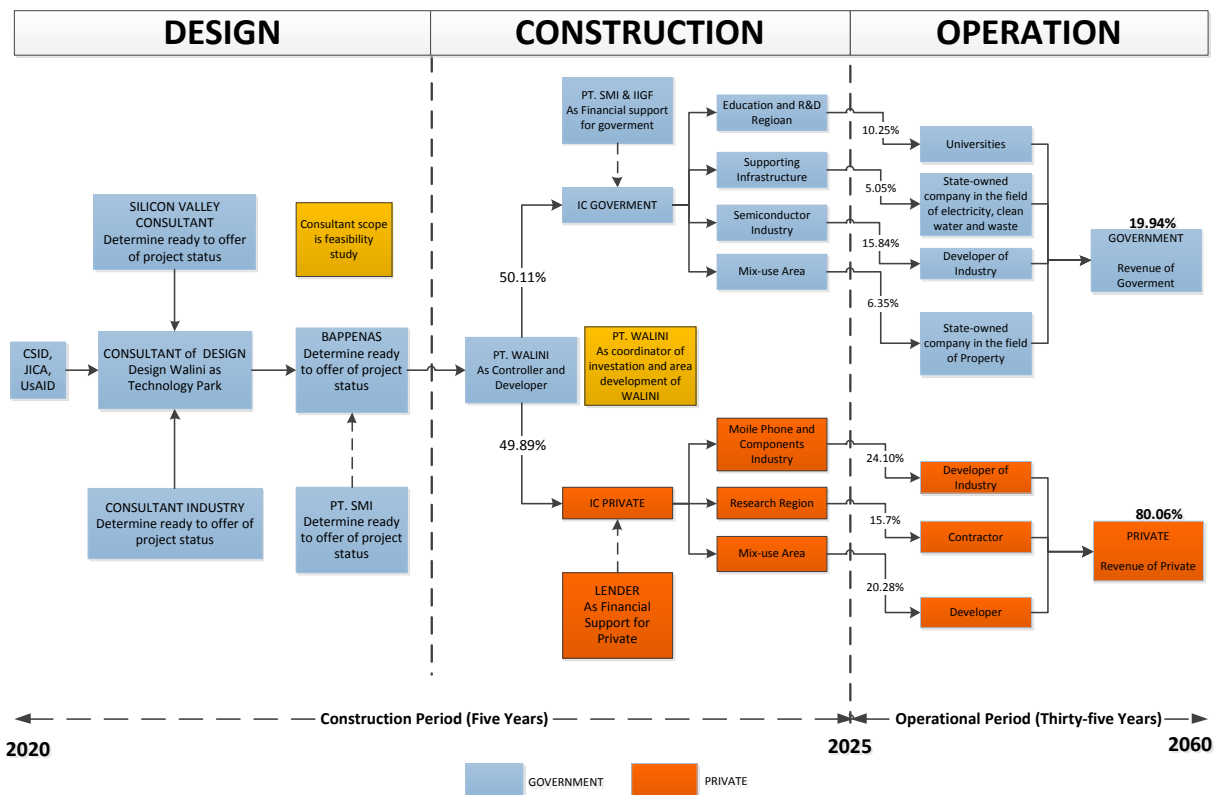 DESIGN
CONSTRUCTION
OPERATION
SILICON VALLEY
CONSULTANT
Determine ready to offer
of project status
Consultant scope
is feasibility
study
CSID,
JICA,
UsAID
CONSULTANT of  DESIGN
Design Walini as
Technology Park
BAPPENAS
Determine ready
to offer of project
status
CONSULTANT INDUSTRY
Determine ready to offer of
project status
PT. SMI
Determine ready
to offer of project
status
PT. SMI & IIGF
As Financial support
for goverment
IC GOVERMENT
50.11%
PT. WALINI
As Controller and
Developer
PT. WALINI
As coordinator of
investation and area
development of
WALINI
49.89%
IC PRIVATE
LENDER
As Financial
Support for
Private
Education and R&D
Regioan
Supporting
Infrastructure
Semiconductor
Industry
Mix-use Area
Moile Phone and
Components
Industry
Research Region
Mix-use Area
10.25%
5.05%
15.84%
6.35%
24.10%
15.7%
20.28%
Universities
State-owned
company in the field
of electricity, clean
water and waste
Developer of
Industry
State-owned
company in the field
of Property
Developer of
Industry
Contractor
Developer
19.94%
GOVERNMENT
Revenue of
Goverment
80.06%
PRIVATE
Revenue of Private
Construction Period (Five Years)
Operational Period (Thirty-five Years)
2020
2025
2060
GOVERNMENT
PRIVATE